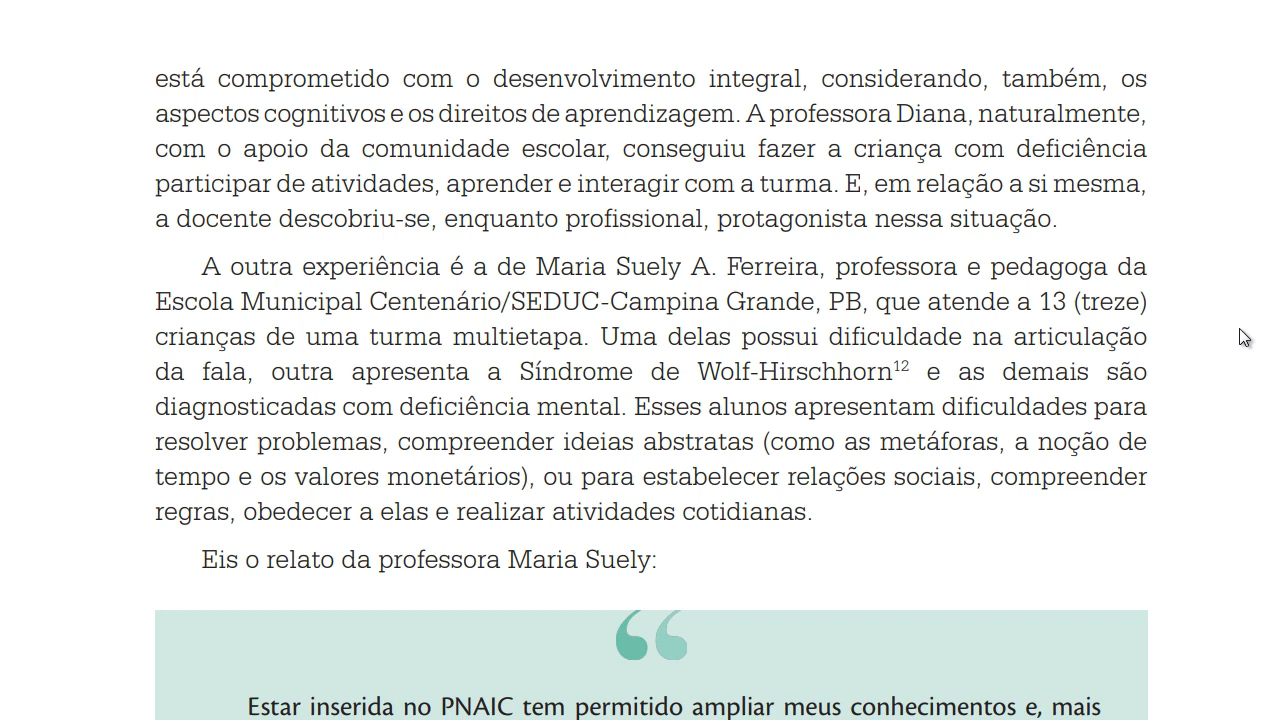 está comprometido com o desenvolvimento integral, considerando, também, os
aspectos cognitivos e os direitos de aprendizagem. A professora Diana, naturalmente,
com o apoio da comunidade escolar, conseguiu fazer a criança com deficiência
participar de atividades, aprender e interagir com a turma. E, em relação a si mesma,
a docente descobriu-se, enquanto profissional, protagonista nessa situação.
A outra experiência é a de Maria Suely A. Ferreira, professora e pedagoga da
Escola Municipal Centenário/SEDUC-Campina Grande, PB, que atende a 13 (treze)
crianças de uma turma multietapa. Uma delas possui dificuldade na articulação
da fala, outra apresenta a Síndrome de Wolf-Hirschhorn¹² e as demais são
diagnosticadas com deficiência mental. Esses alunos apresentam dificuldades para
resolver problemas, compreender ideias abstratas (como as metáforas, a noção de
tempo e os valores monetários), ou para estabelecer relações sociais, compreender
regras, obedecer a elas e realizar atividades cotidianas.
Eis o relato da professora Maria Suely:
“
Estar inserida no PNAIC tem permitido ampliar meus conhecimentos e, mais